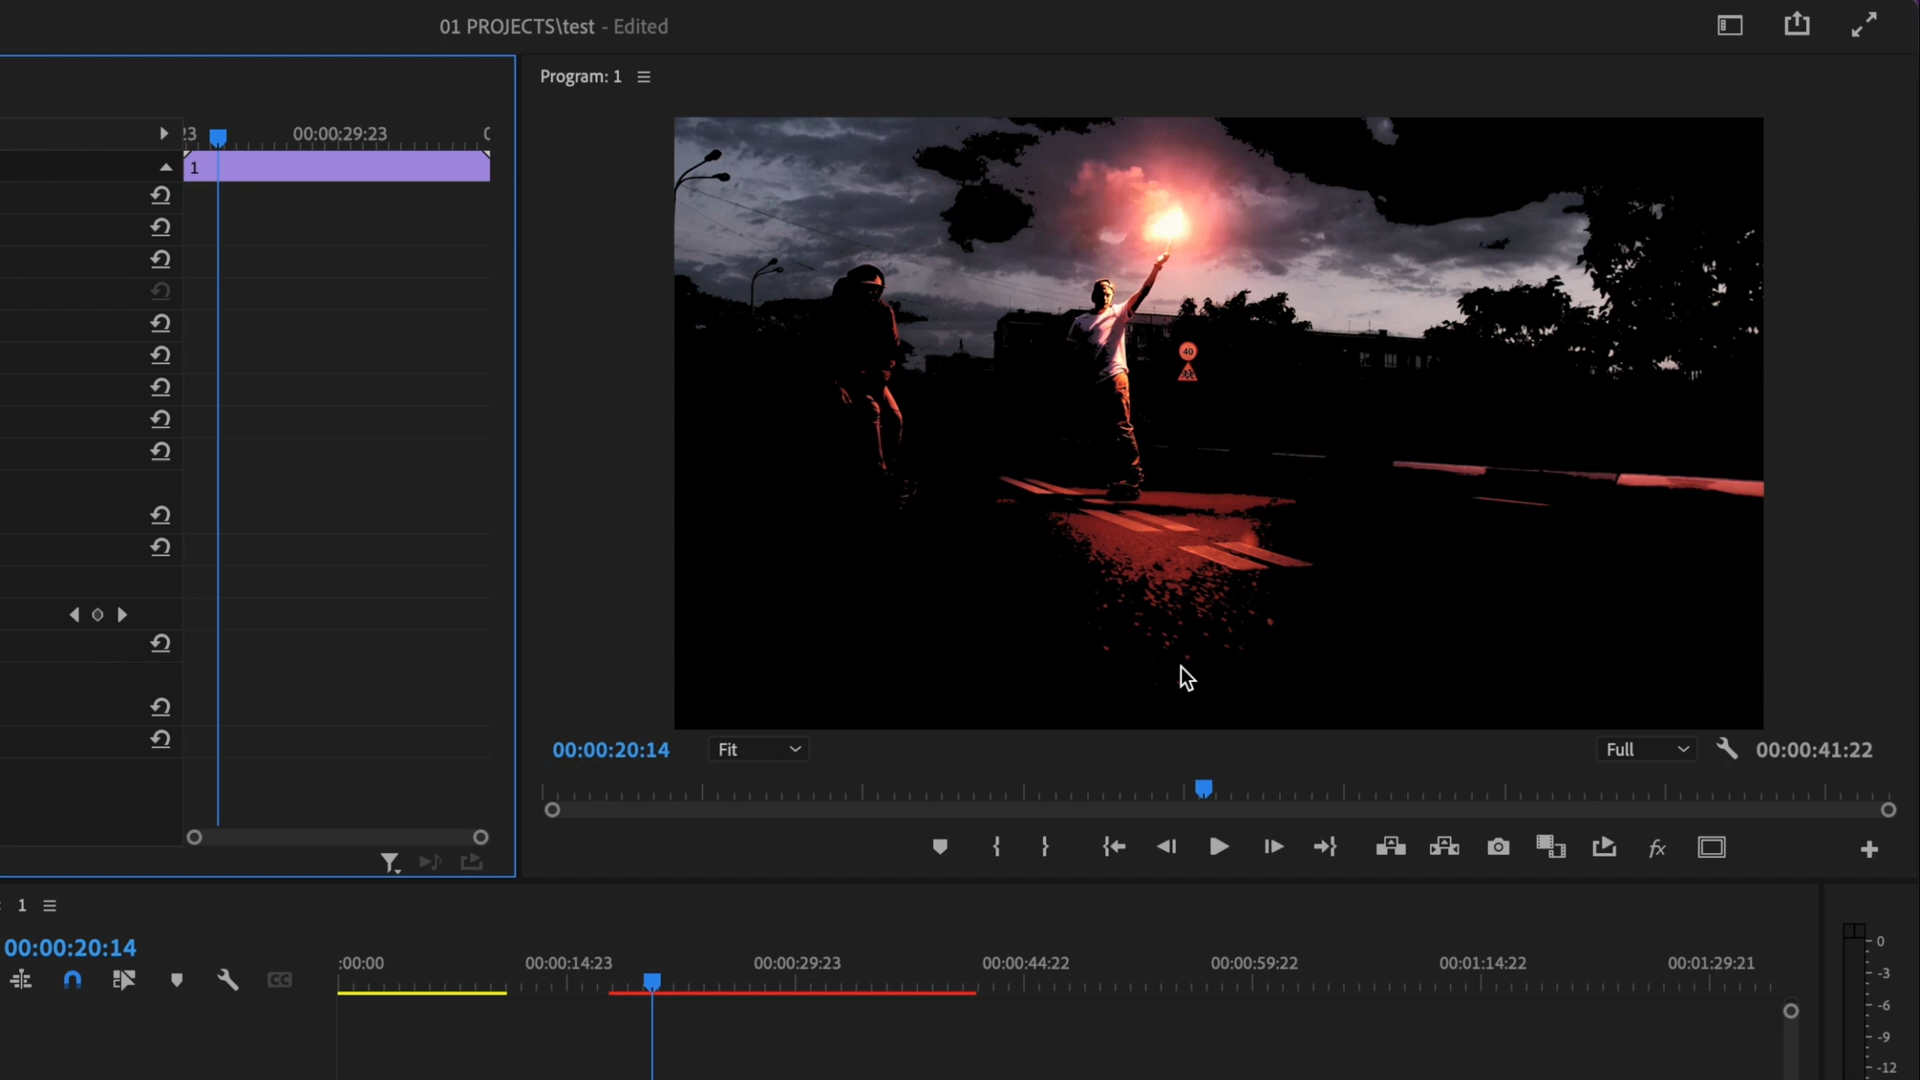 01 PROJECTS\test - Edited
Program: 1
23 00:00:29:23
1
40
00:00:20:14 Fit Full 00:00:41:22
fx
1
00:00:20:14
:00:00 00:00:14:23 00:00:29:23 00:00:44:22 00:00:59:22 00:01:14:22 00:01:29:21
CC
0
-3
-6
-9
-12